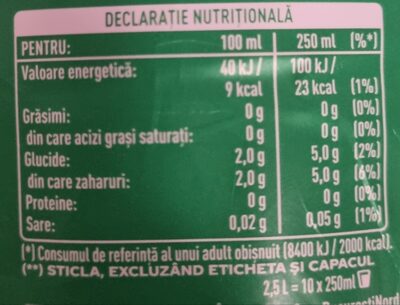 DECLARAȚIE NUTRIȚIONALĂ
PENTRU: 100 ml 250 ml (%*)
Valoare energetică: 40 kJ / 100 kJ /
9 kcal 23 kcal (1%)
Grăsimi: 0 g 0 g (0%)
din care acizi grași saturați: 0 g 0 g (0%)
Glucide: 2,0 g 5,0 g (2%)
din care zaharuri: 2,0 g 5,0 g (6%)
Proteine: 0 g 0 g (0%)
Sare: 0,02 g 0,05 g (1%)
(*) Consumul de referință al unui adult obișnuit (8400 kJ / 2000 kcal).
(**) STICLA, EXCLUZÂND ETICHETA ȘI CAPACUL
2,5L = 10 x 250ml